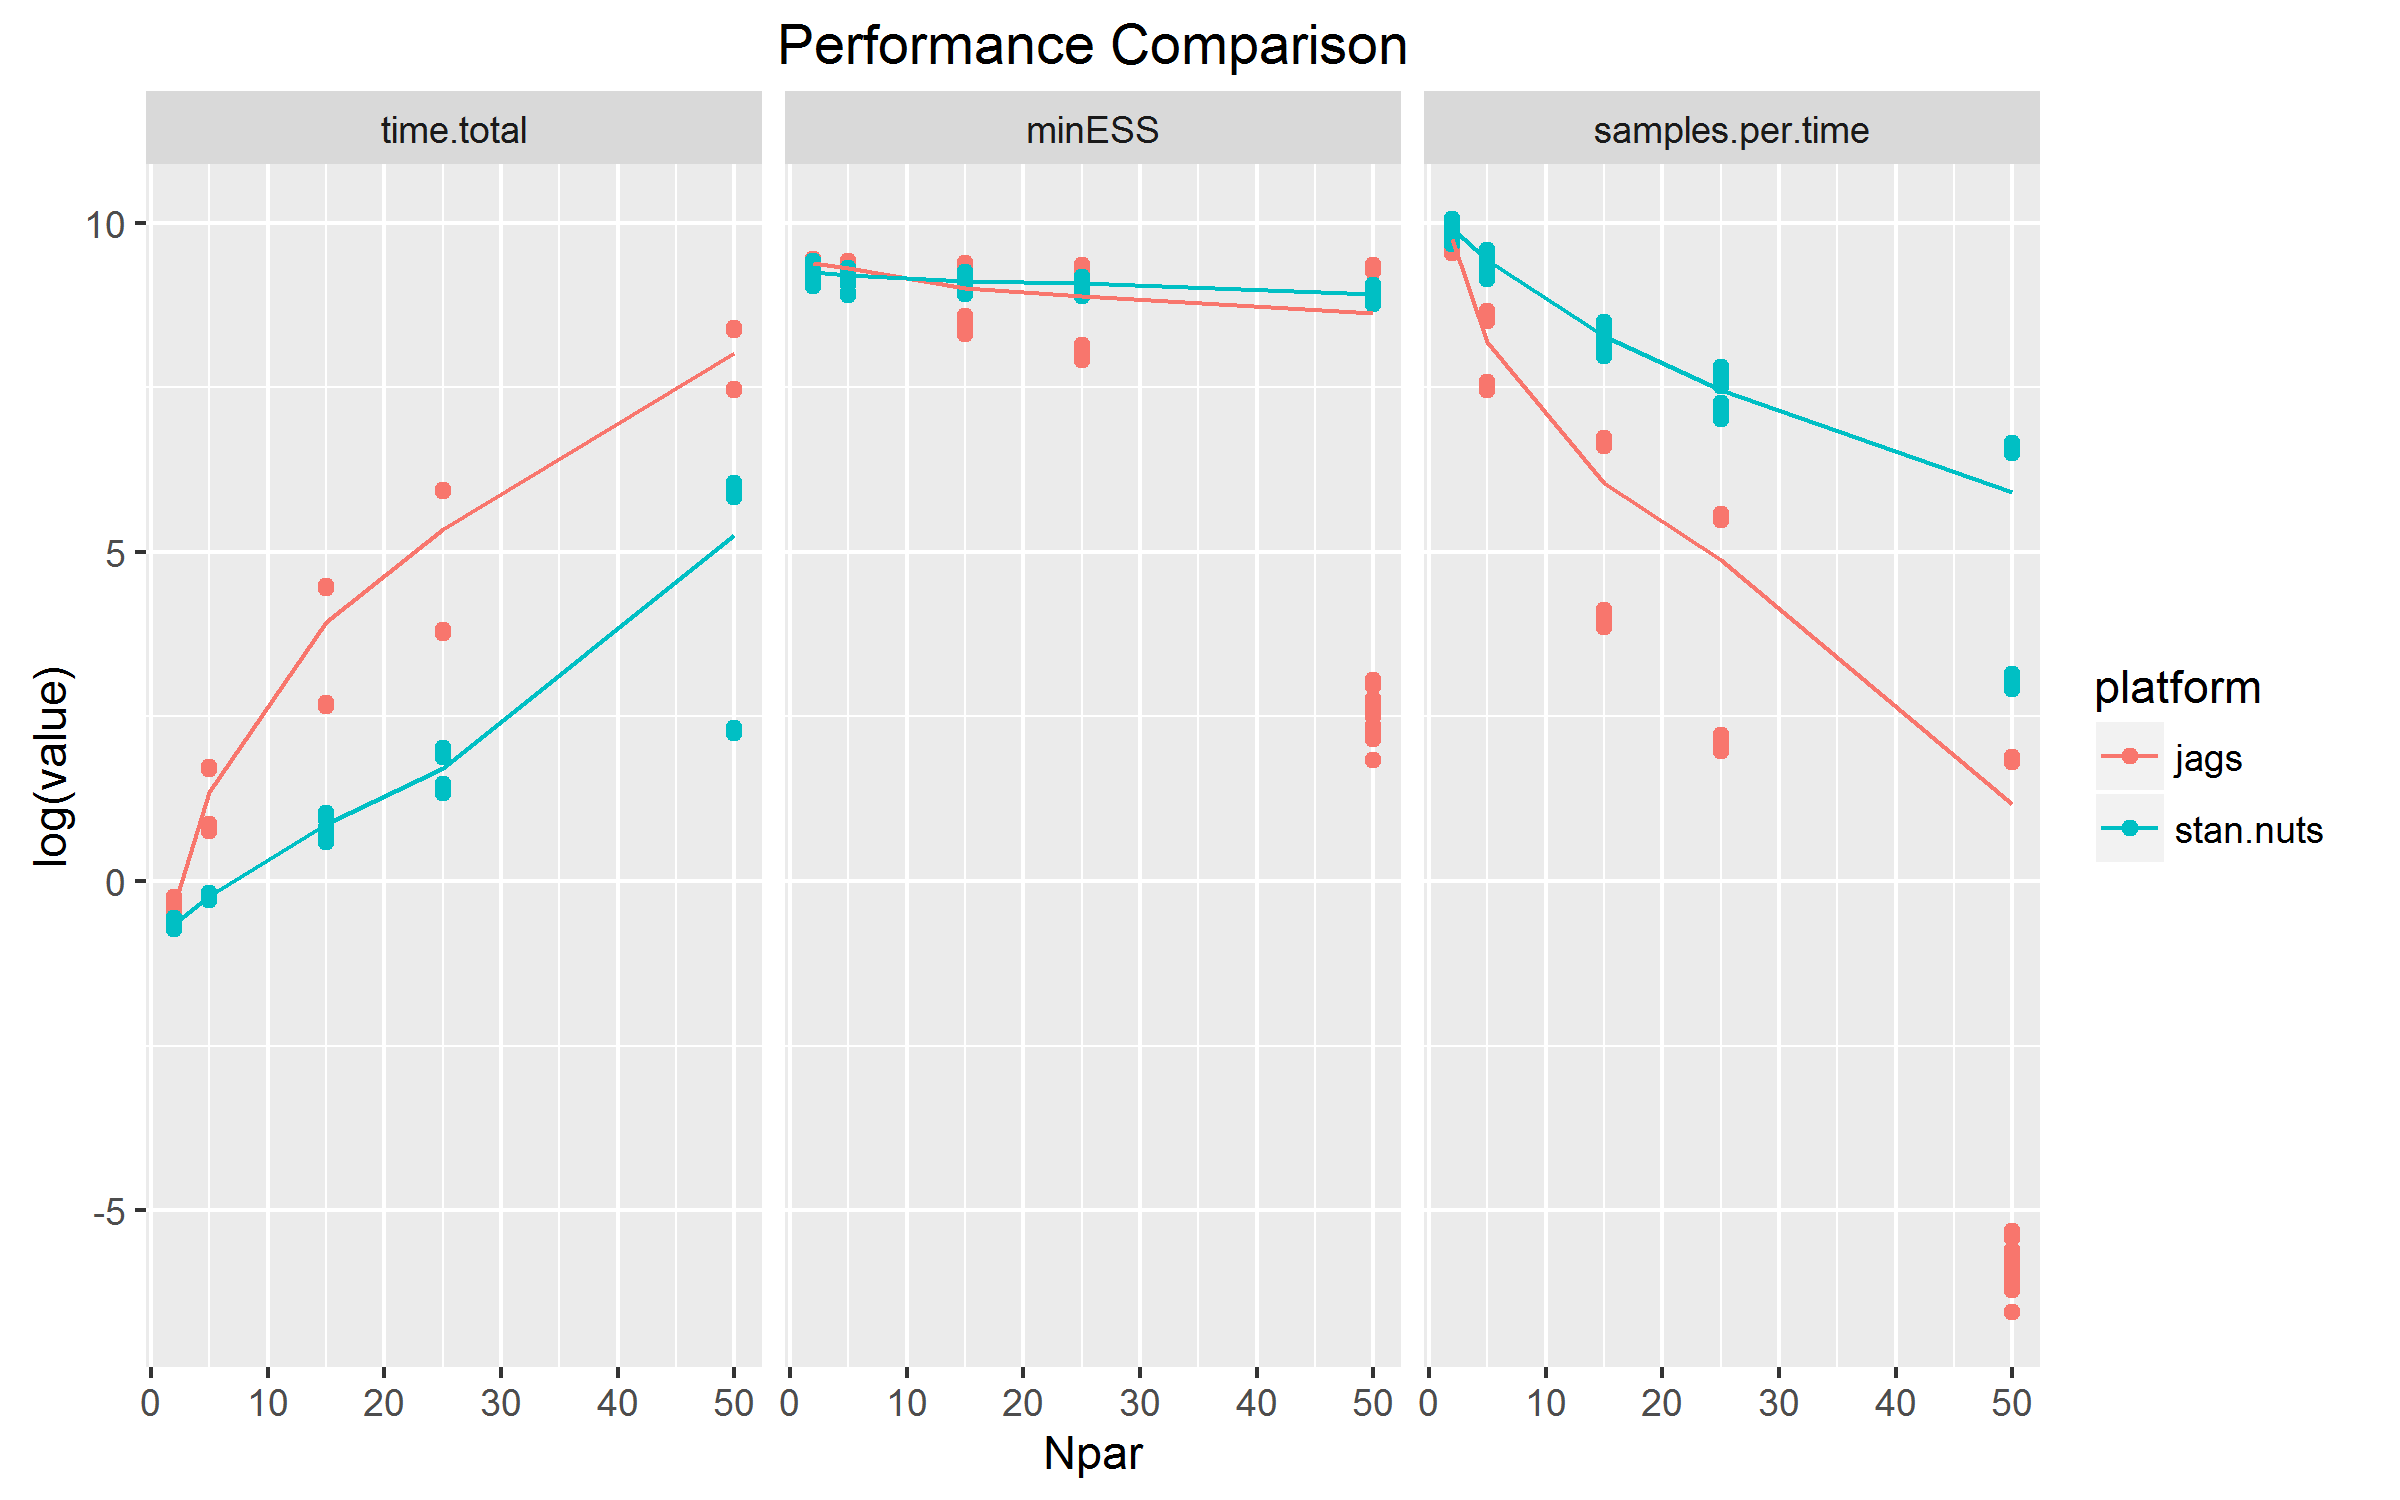 Performance Comparison
time.total minESS samples.per.time
10
5
0
-5
log(value)
0 10 20 30 40 50 0 10 20 30 40 50 0 10 20 30 40 50
Npar
platform
jags
stan.nuts